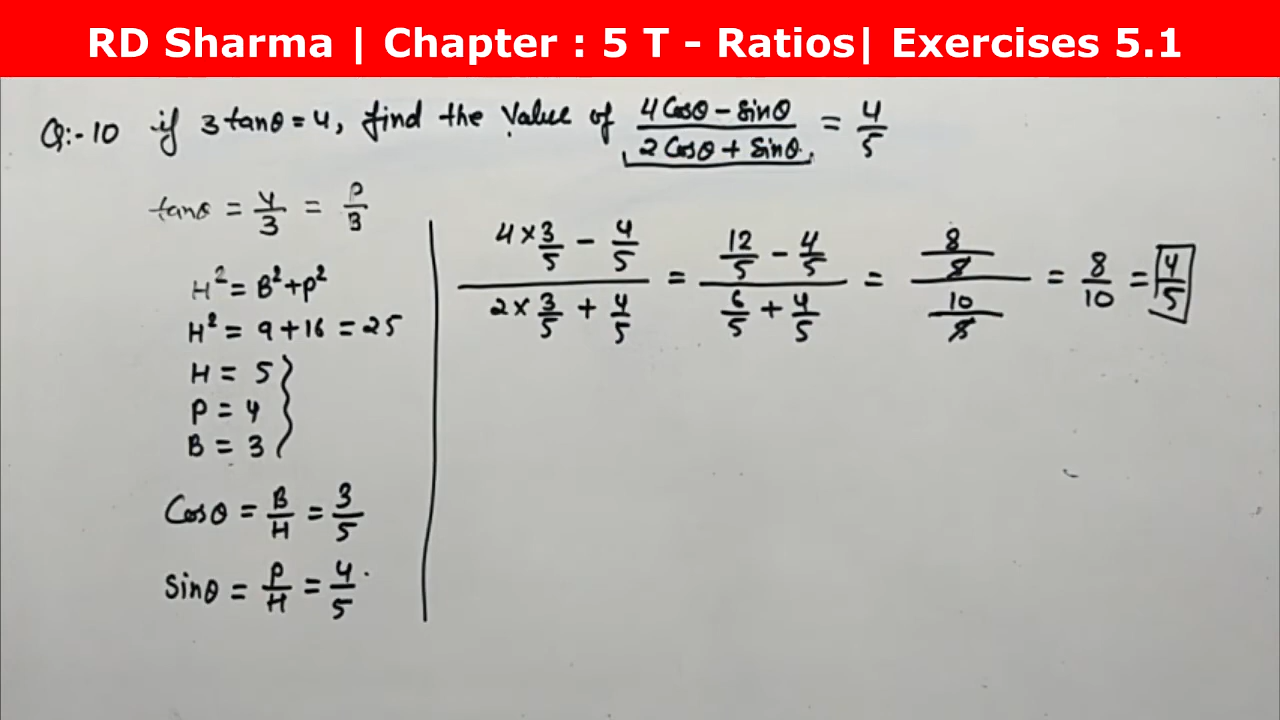 RD Sharma | Chapter : 5 T - Ratios| Exercises 5.1
Q:- 10 if 3 tanθ = 4, find the value of (4 Cosθ - Sinθ)/(2 Cosθ + Sinθ) = 4/5
tanθ = 4/3 = P/B
H² = B² + P²
H² = 9 + 16 = 25
H = 5
P = 4
B = 3
Cosθ = B/H = 3/5
Sinθ = P/H = 4/5
(4 × 3/5 - 4/5)/(2 × 3/5 + 4/5) = (12/5 - 4/5)/(6/5 + 4/5) = (8/5)/(10/5) = 8/10 = 4/5